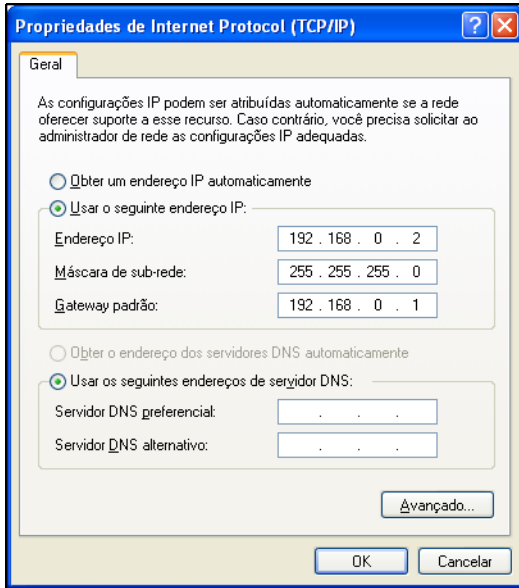 Propriedades de Internet Protocol (TCP/IP)
Geral
As configurações IP podem ser atribuídas automaticamente se a rede
oferecer suporte a esse recurso. Caso contrário, você precisa solicitar ao
administrador de rede as configurações IP adequadas.
Obter um endereço IP automaticamente
Usar o seguinte endereço IP:
Endereço IP: 192 . 168 . 0 . 2
Máscara de sub-rede: 255 . 255 . 255 . 0
Gateway padrão: 192 . 168 . 0 . 1
Obter o endereço dos servidores DNS automaticamente
Usar os seguintes endereços de servidor DNS:
Servidor DNS preferencial: . . .
Servidor DNS alternativo: . . .
Avançado...
OK Cancelar